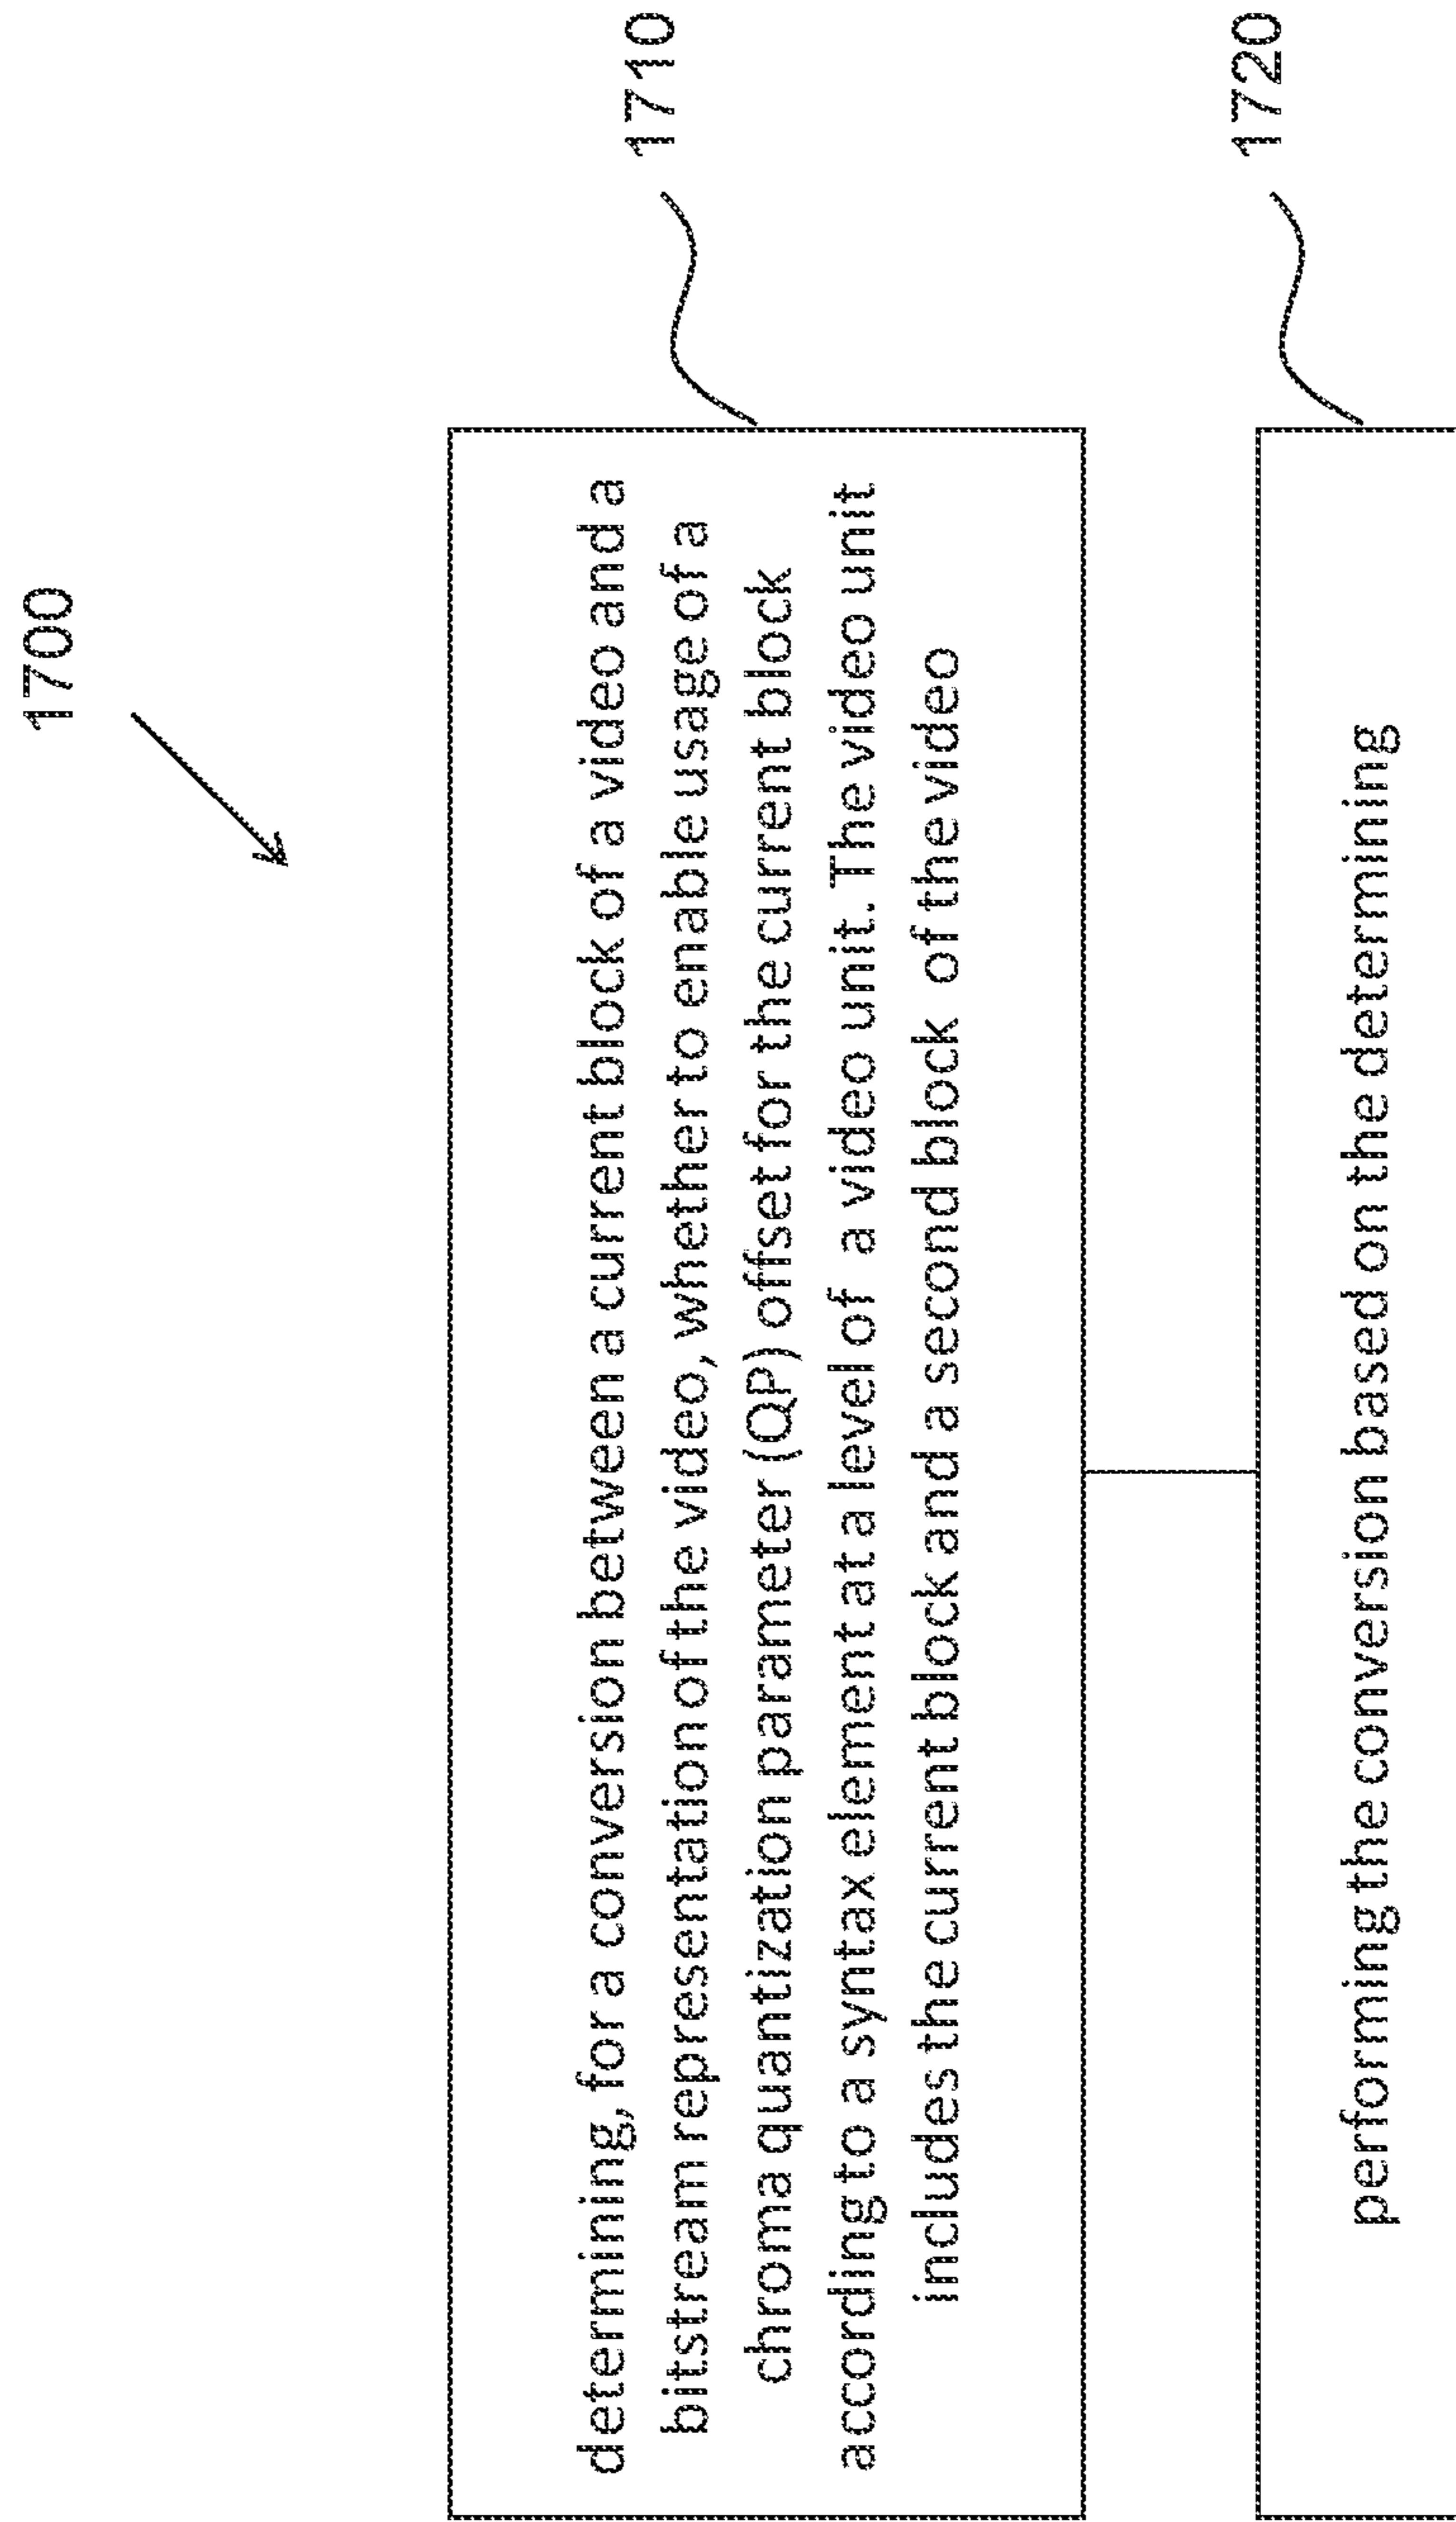 1700
determining, for a conversion between a current block of a video and a
bitstream representation of the video, whether to enable usage of a
chroma quantization parameter (QP) offset for the current block
according to a syntax element at a level of a video unit. The video unit
includes the current block and a second block of the video
1710
performing the conversion based on the determining
1720